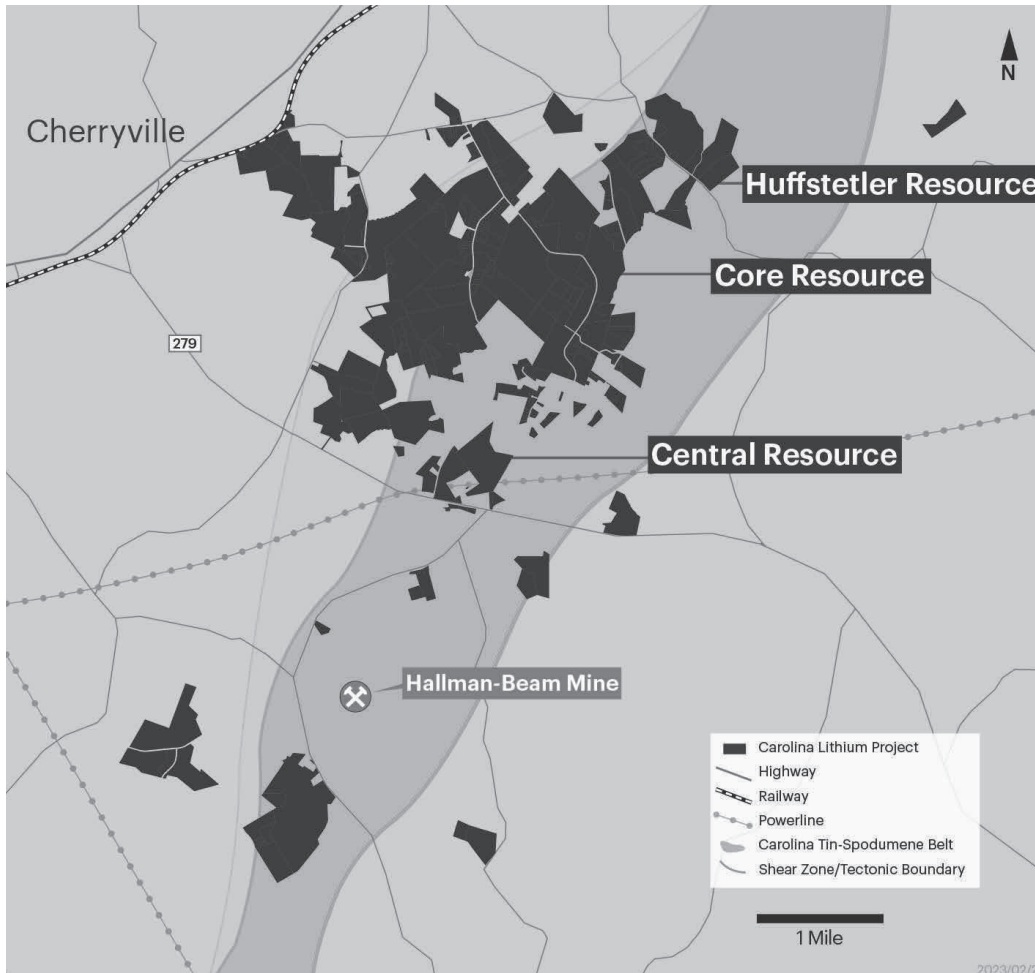 N
Cherryville
Huffstetler Resource
Core Resource
279
Central Resource
Hallman-Beam Mine
Carolina Lithium Project
Highway
Railway
Powerline
Carolina Tin-Spodumene Belt
Shear Zone/Tectonic Boundary
1 Mile